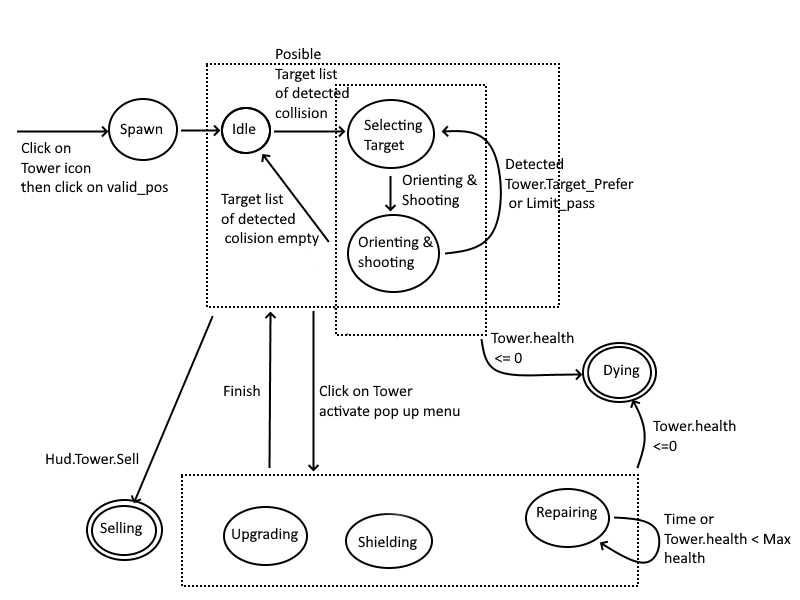 Posible
Target list
of detected
collision
Spawn
Idle
Selecting
Target
Click on
Tower icon
then click on valid_pos
Detected
Tower.Target_Prefer
or Limit_pass
Orienting &
Shooting
Target list
of detected
colision empty
Orienting &
shooting
Tower.health
<= 0
Dying
Finish
Click on Tower
activate pop up menu
Tower.health
<=0
Hud.Tower.Sell
Selling
Upgrading
Shielding
Repairing
Time or
Tower.health < Max
health